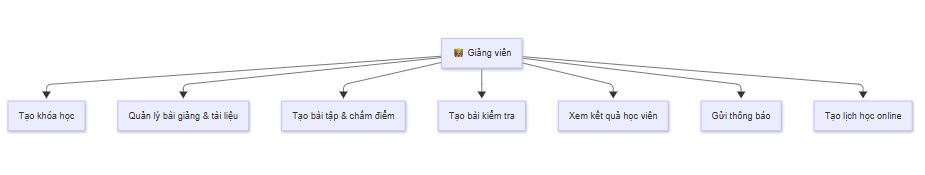 Giảng viên
Tạo khóa học
Quản lý bài giảng & tài liệu
Tạo bài tập & chấm điểm
Tạo bài kiểm tra
Xem kết quả học viên
Gửi thông báo
Tạo lịch học online